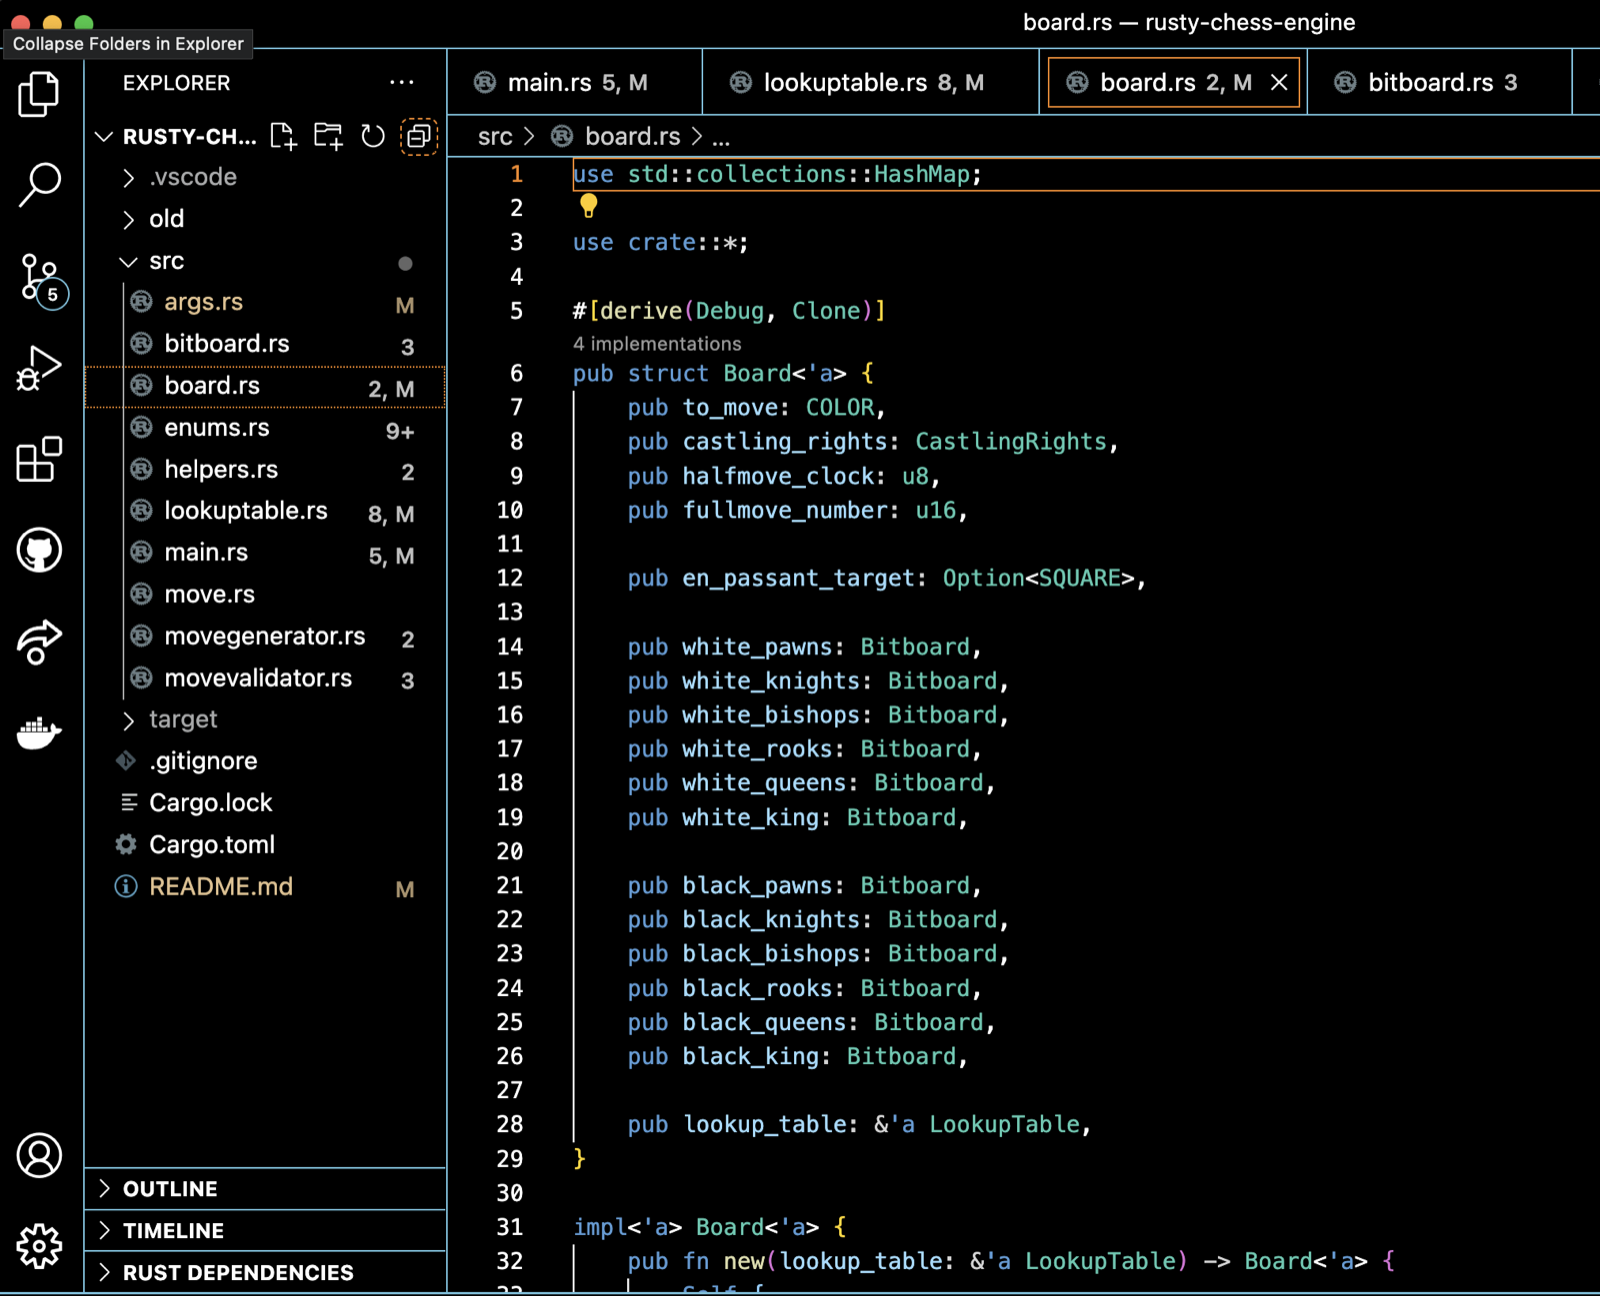 board.rs — rusty-chess-engine
Collapse Folders in Explorer
EXPLORER
main.rs 5, M
lookuptable.rs 8, M
board.rs 2, M
bitboard.rs 3
RUSTY-CH...
src > board.rs > ...
.vscode
old
src
5
args.rs M
bitboard.rs 3
board.rs 2, M
enums.rs 9+
helpers.rs 2
lookuptable.rs 8, M
main.rs 5, M
move.rs
movegenerator.rs 2
movevalidator.rs 3
target
.gitignore
Cargo.lock
Cargo.toml
README.md M
OUTLINE
TIMELINE
RUST DEPENDENCIES
1 use std::collections::HashMap;
2
3 use crate::*;
4
5 #[derive(Debug, Clone)]
4 implementations
6 pub struct Board<'a> {
7 pub to_move: COLOR,
8 pub castling_rights: CastlingRights,
9 pub halfmove_clock: u8,
10 pub fullmove_number: u16,
11
12 pub en_passant_target: Option<SQUARE>,
13
14 pub white_pawns: Bitboard,
15 pub white_knights: Bitboard,
16 pub white_bishops: Bitboard,
17 pub white_rooks: Bitboard,
18 pub white_queens: Bitboard,
19 pub white_king: Bitboard,
20
21 pub black_pawns: Bitboard,
22 pub black_knights: Bitboard,
23 pub black_bishops: Bitboard,
24 pub black_rooks: Bitboard,
25 pub black_queens: Bitboard,
26 pub black_king: Bitboard,
27
28 pub lookup_table: &'a LookupTable,
29 }
30
31 impl<'a> Board<'a> {
32 pub fn new(lookup_table: &'a LookupTable) -> Board<'a> {
33 Self {